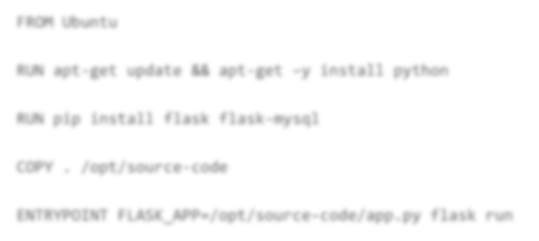 FROM Ubuntu
RUN apt-get update && apt-get -y install python
RUN pip install flask flask-mysql
COPY . /opt/source-code
ENTRYPOINT FLASK_APP=/opt/source-code/app.py flask run